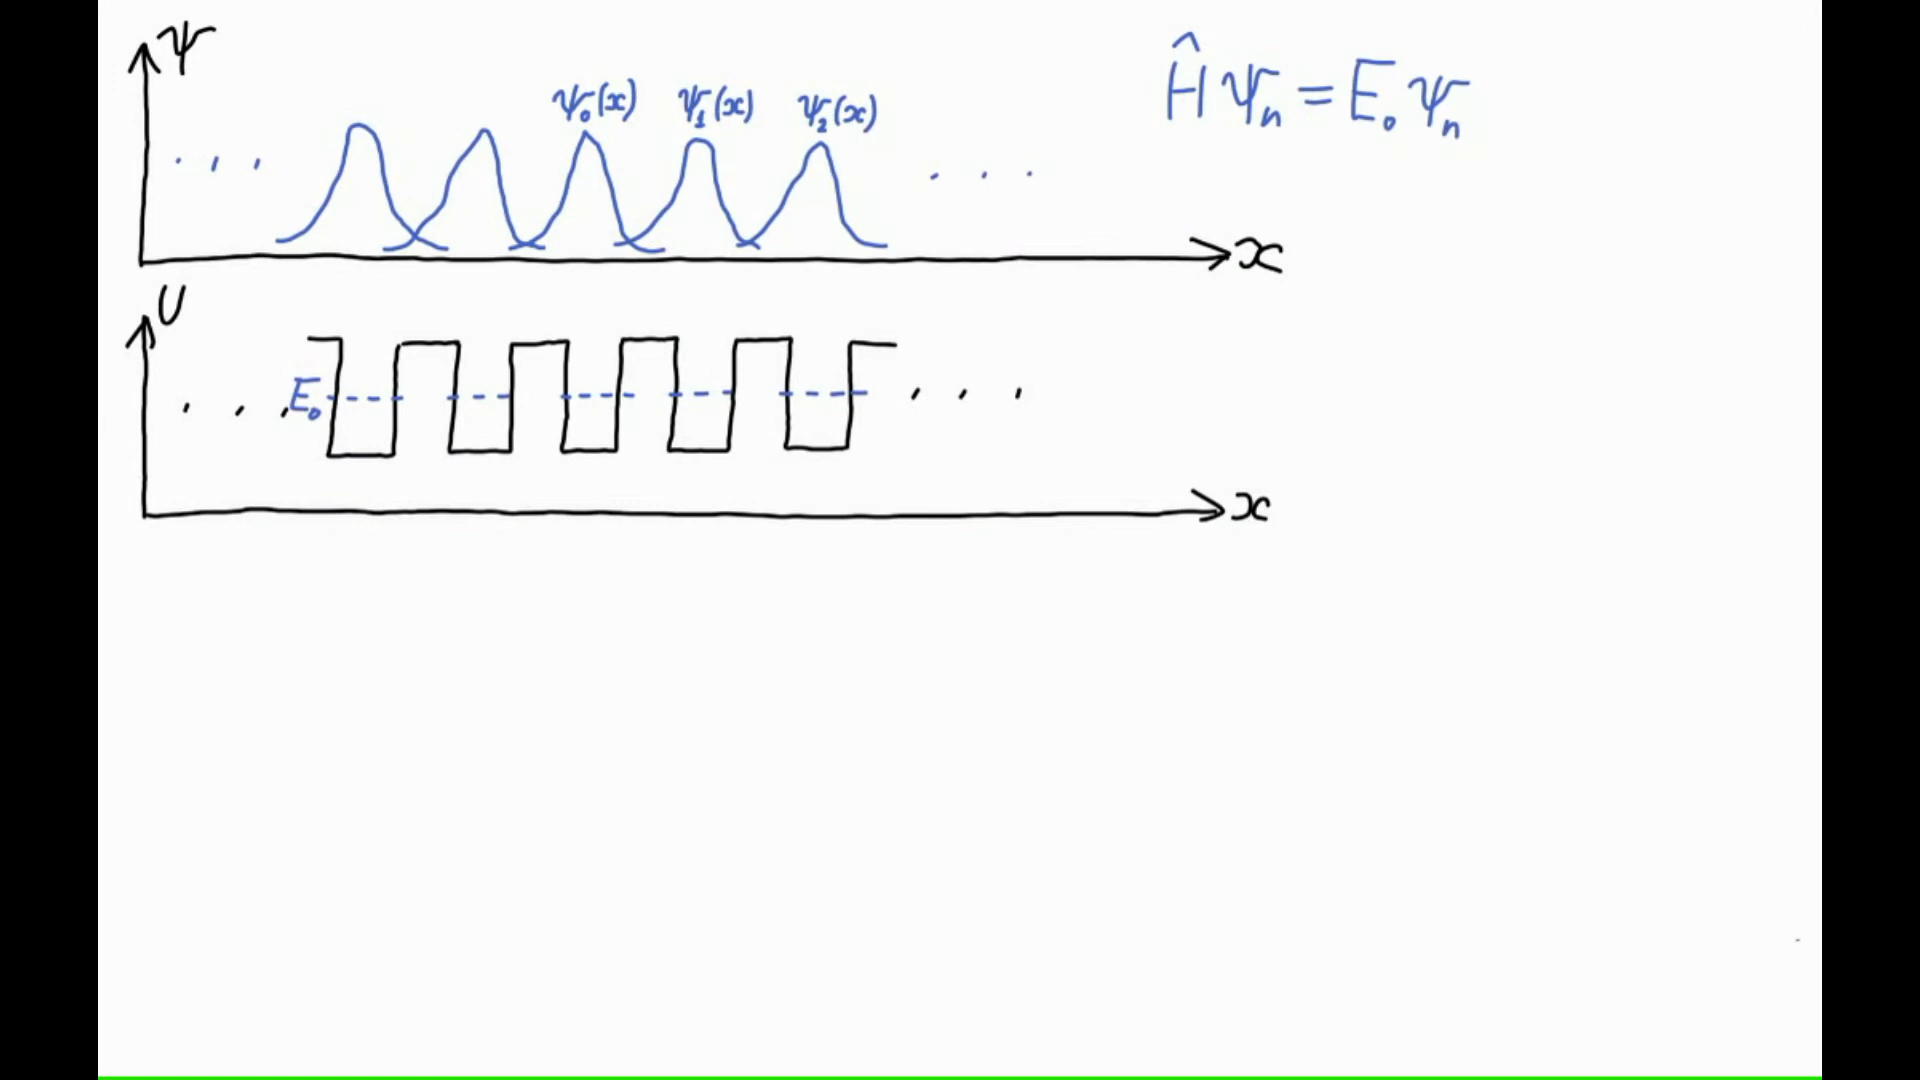 ψ
ψ₀(x) ψ₁(x) ψ₂(x)
Ĥψₙ = E₀ψₙ
. . .
. . .
x
U
E₀
. . .
. . .
x